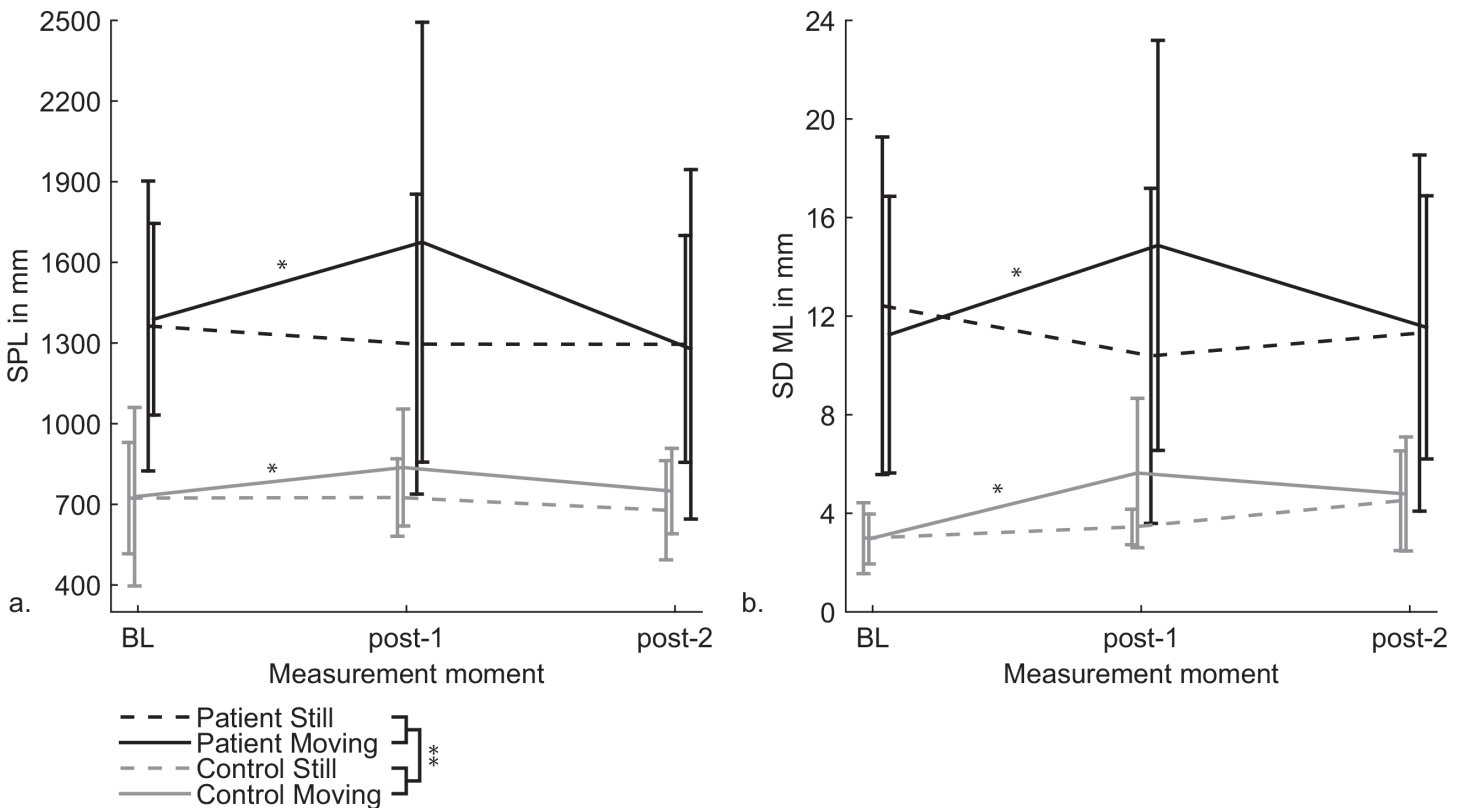 2500
2200
1900
1600
1300
1000
700
400
SPL in mm
*
*
BL post-1 post-2
Measurement moment
a.
24
20
16
12
8
4
0
SD ML in mm
*
*
BL post-1 post-2
Measurement moment
b.
Patient Still
Patient Moving
Control Still
Control Moving
**